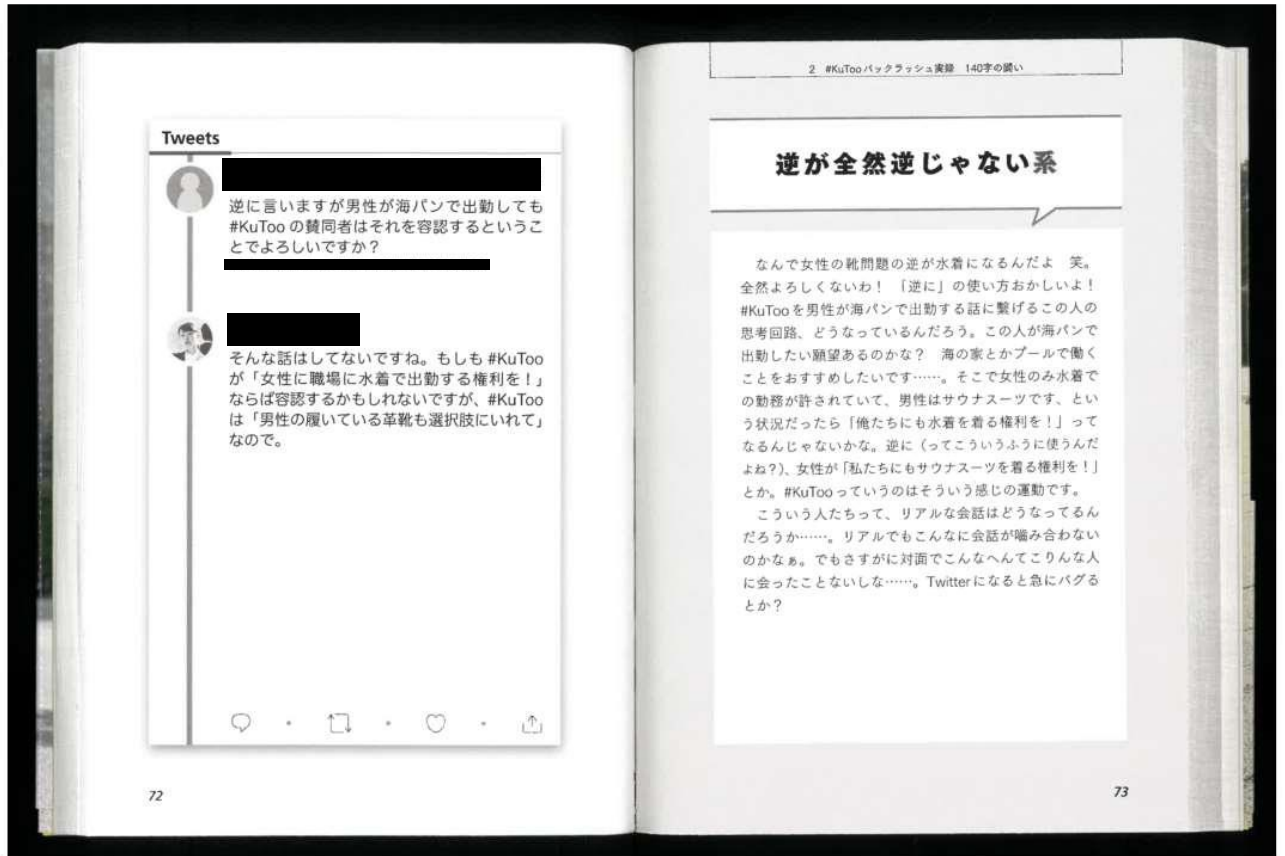 Tweets
逆に言いますが男性が海パンで出勤しても
#KuTooの賛同者はそれを容認するというこ
とでよろしいですか？
そんな話はしてないですね。もしも#KuToo
が「女性に職場に水着で出勤する権利を！」
ならば容認するかもしれないですが、#KuToo
は「男性の履いている革靴も選択肢にいれて」
なので。
72
2 #KuTooバックラッシュ実録 140字の闘い
逆が全然逆じゃない系
なんで女性の靴問題の逆が水着になるんだよ 笑。
全然よろしくないわ！ 「逆に」の使い方おかしいよ！
#KuTooを男性が海パンで出勤する話に繋げるこの人の
思考回路、どうなっているんだろう。この人が海パンで
出勤したい願望あるのかな？ 海の家とかプールで働く
ことをおすすめしたいです……。そこで女性のみ水着で
の勤務が許されていて、男性はサウナスーツです、とい
う状況だったら「俺たちにも水着を着る権利を！」って
なるんじゃないかな。逆に（ってこういうふうに使うんだ
よね？）、女性が「私たちにもサウナスーツを着る権利を！」
とか。#KuTooっていうのはそういう感じの運動です。
こういう人たちって、リアルな会話はどうなってるん
だろうか……。リアルでもこんなに会話が噛み合わない
のかなぁ。でもさすがに対面でこんなへんてこりんな人
に会ったことないしな……。Twitterになると急にバグる
とか？
73